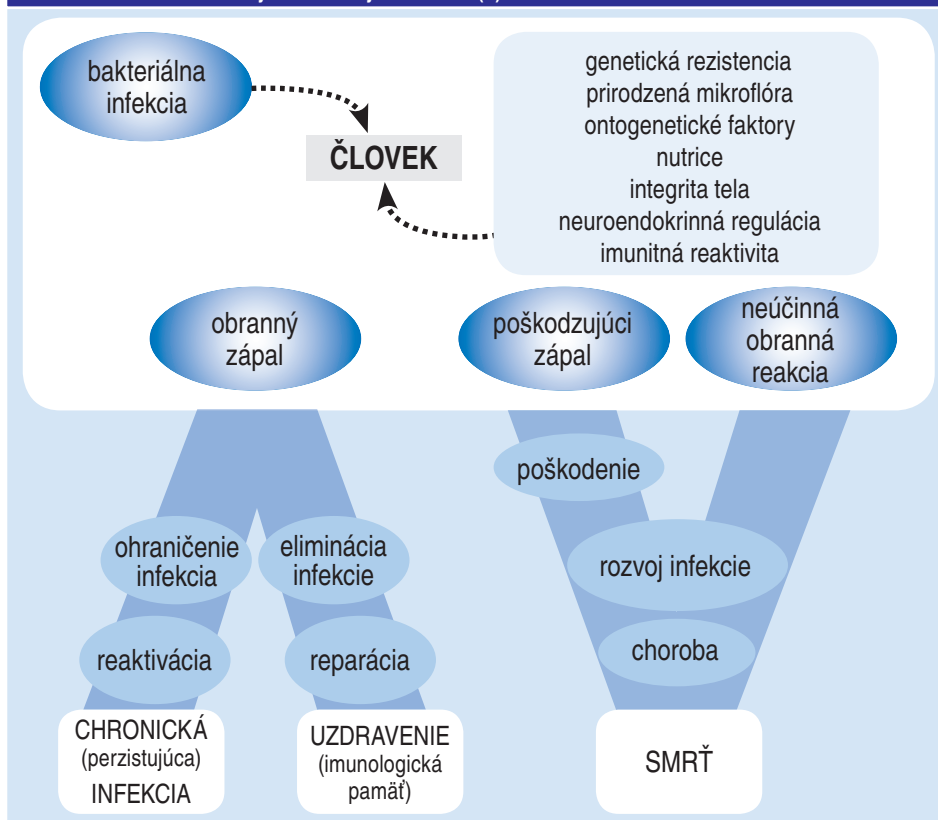 bakteriálna
infekcia
ČLOVEK
genetická rezistencia
prirodzená mikroflóra
ontogenetické faktory
nutrice
integrita tela
neuroendokrinná regulácia
imunitná reaktivita
obranný
zápal
poškodzujúci
zápal
neúčinná
obranná
reakcia
poškodenie
ohraničenie
infekcia
eliminácia
infekcie
rozvoj infekcie
reaktivácia
reparácia
choroba
CHRONICKÁ
(perzistujúca)
INFEKCIA
UZDRAVENIE
(imunologická
pamäť)
SMRŤ